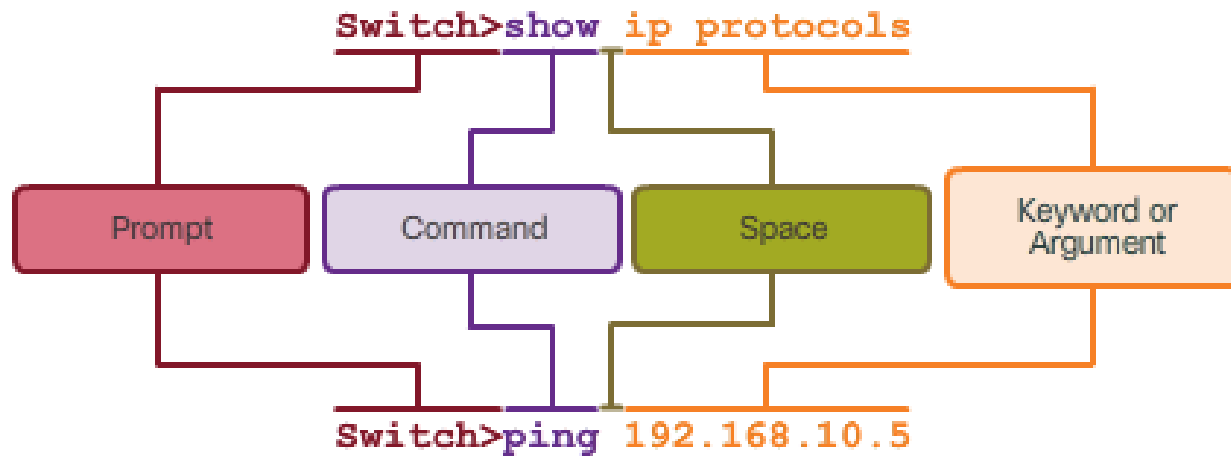 Switch>show ip protocols
Prompt
Command
Space
Keyword or
Argument
Switch>ping 192.168.10.5